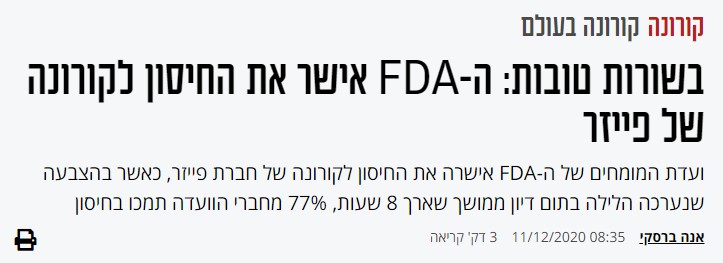 קורונה קורונה בעולם
בשורות טובות: ה-FDA אישר את החיסון לקורונה
של פייזר
ועדת המומחים של ה-FDA אישרה את החיסון לקורונה של חברת פייזר, כאשר בהצבעה
שנערכה הלילה בתום דיון ממושך שארך 8 שעות, 77% מחברי הוועדה תמכו בחיסון
אנה ברסקי 08:35 11/12/2020 3 דק' קריאה